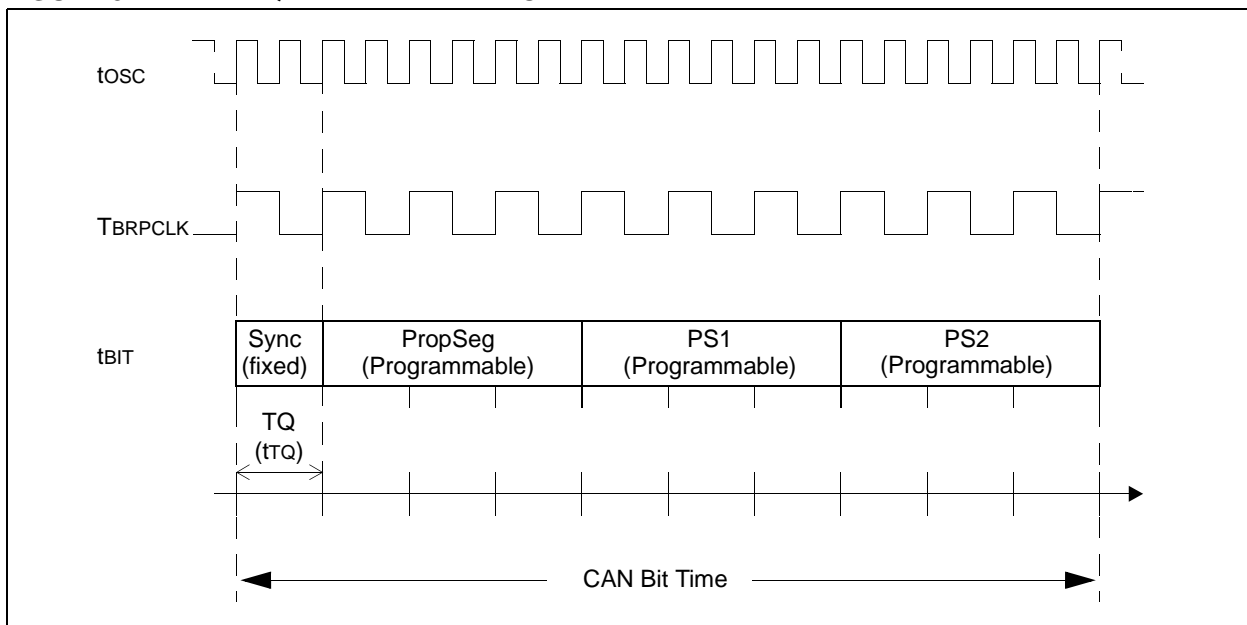 tOSC
TBRPCLK
tBIT
Sync
(fixed)
PropSeg
(Programmable)
PS1
(Programmable)
PS2
(Programmable)
TQ
(tTQ)
CAN Bit Time